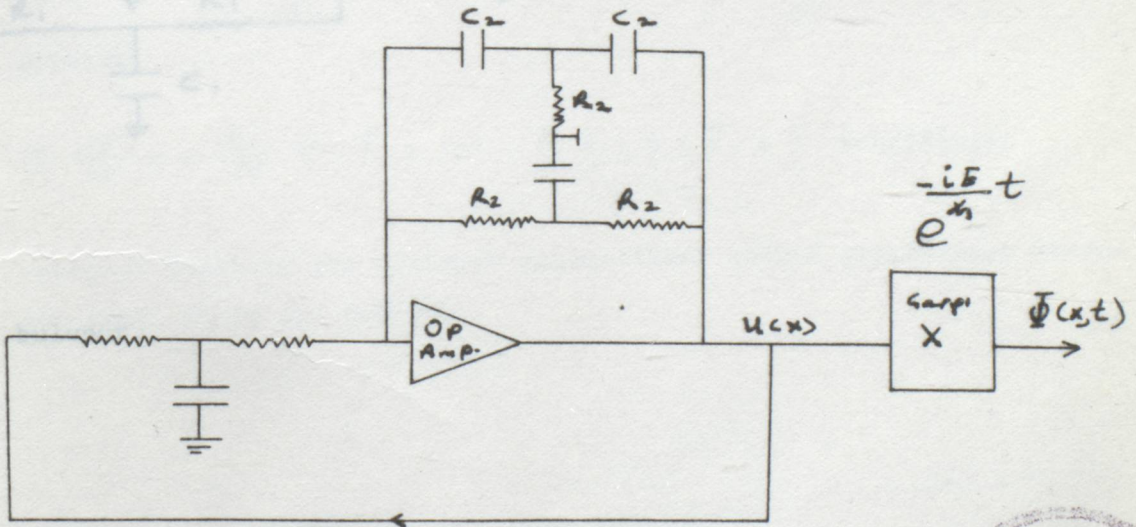 C₂
C₂
R₂
R₂
R₂
Op
Amp.
u(x)
e^{-iE/ħ t}
Çarpı
X
Φ(x,t)